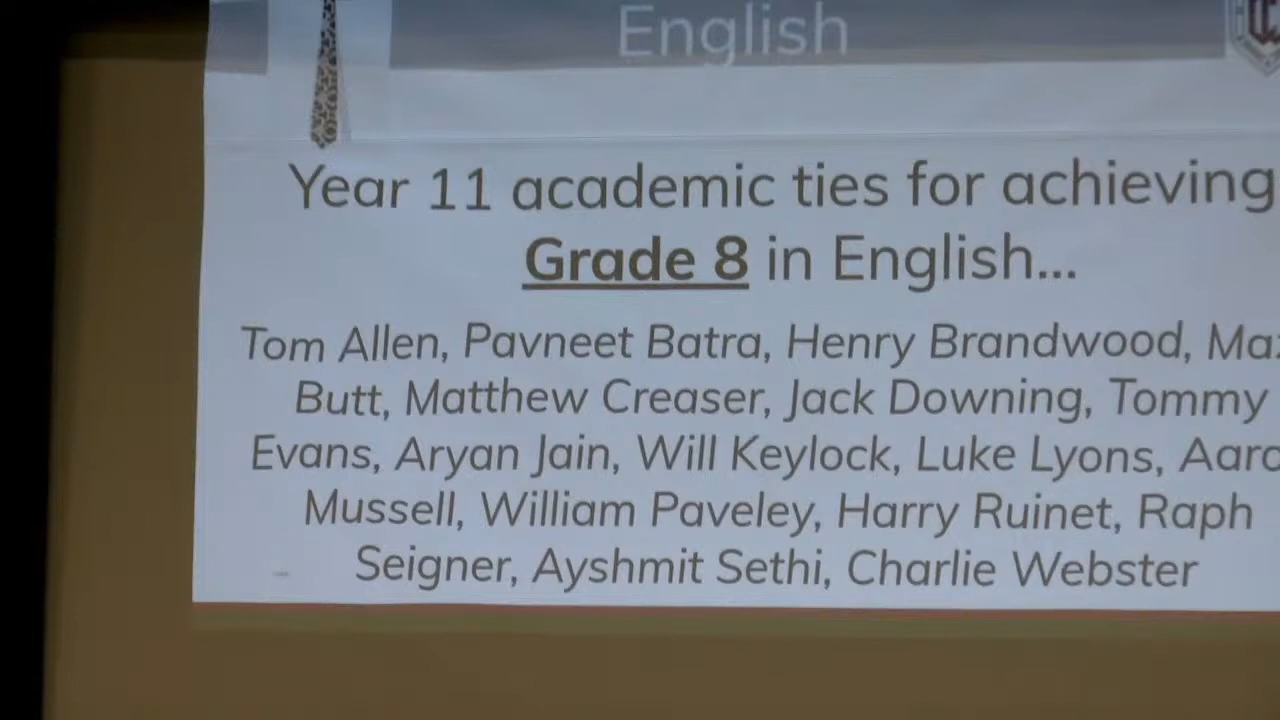 English
Year 11 academic ties for achieving
Grade 8 in English...
Tom Allen, Pavneet Batra, Henry Brandwood,
Butt, Matthew Creaser, Jack Downing, Tommy
Evans, Aryan Jain, Will Keylock, Luke Lyons,
Mussell, William Paveley, Harry Ruinet, Raph
Seigner, Ayshmit Sethi, Charlie Webster